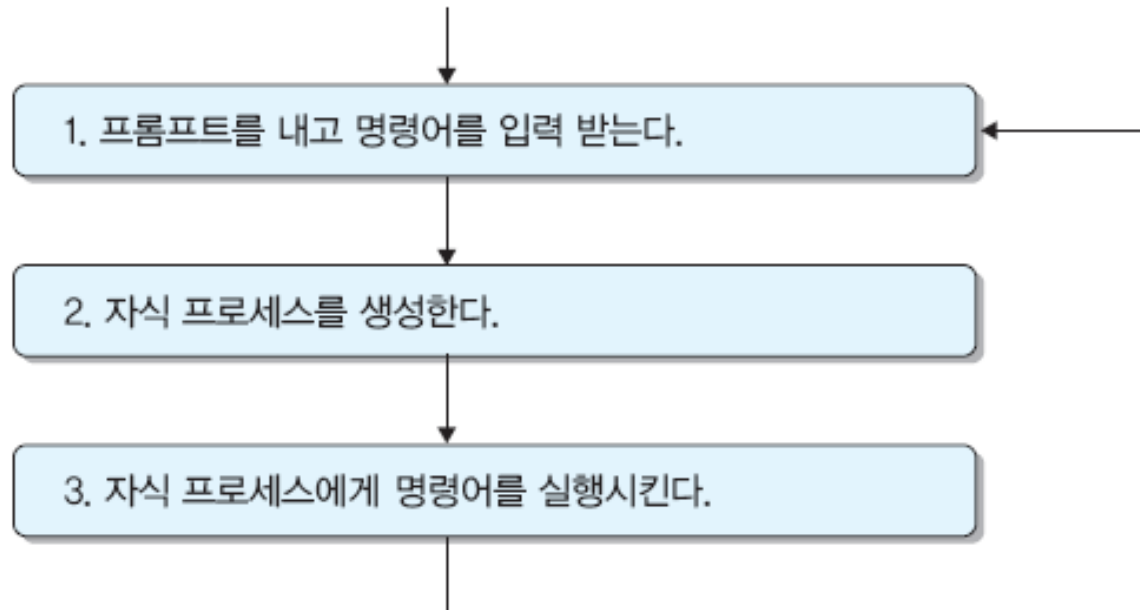 1. 프롬프트를 내고 명령어를 입력 받는다.
2. 자식 프로세스를 생성한다.
3. 자식 프로세스에게 명령어를 실행시킨다.